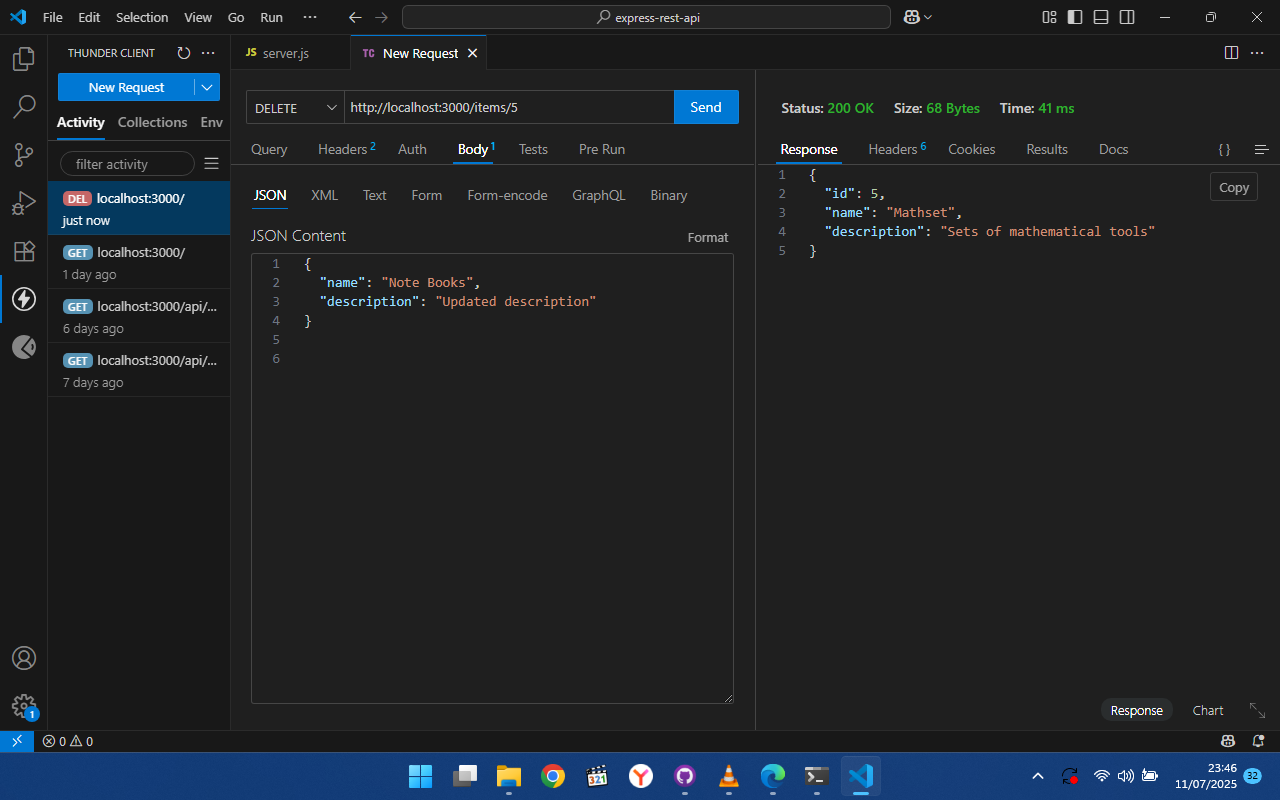 File Edit Selection View Go Run ··· express-rest-api
THUNDER CLIENT ···
JS server.js
TC New Request
New Request
Activity Collections Env
filter activity
DEL localhost:3000/
just now
GET localhost:3000/
1 day ago
GET localhost:3000/api/...
6 days ago
GET localhost:3000/api/...
7 days ago
DELETE http://localhost:3000/items/5 Send
Query Headers 2 Auth Body 1 Tests Pre Run
JSON XML Text Form Form-encode GraphQL Binary
JSON Content Format
1 {
2 "name": "Note Books",
3 "description": "Updated description"
4 }
5
6
Status: 200 OK Size: 68 Bytes Time: 41 ms
Response Headers 6 Cookies Results Docs { }
Copy
1 {
2 "id": 5,
3 "name": "Mathset",
4 "description": "Sets of mathematical tools"
5 }
Response Chart
1
0 0
321
23:46
11/07/2025
32